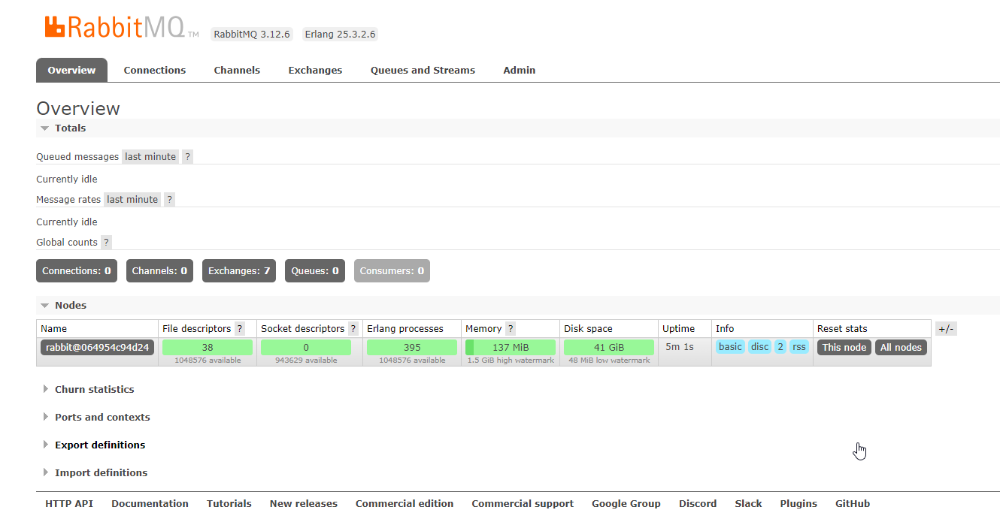 RabbitMQ TM RabbitMQ 3.12.6 Erlang 25.3.2.6
Overview Connections Channels Exchanges Queues and Streams Admin
Overview
Totals
Queued messages last minute ?
Currently idle
Message rates last minute ?
Currently idle
Global counts ?
Connections: 0 Channels: 0 Exchanges: 7 Queues: 0 Consumers: 0
Nodes
Name File descriptors ? Socket descriptors ? Erlang processes Memory ? Disk space Uptime Info Reset stats +/-
rabbit@064954c94d24 38 0 395 137 MiB 41 GiB 5m 1s basic disc 2 rss This node All nodes
1048576 available 943629 available 1048576 available 1.5 GiB high watermark 48 MiB low watermark
Churn statistics
Ports and contexts
Export definitions
Import definitions
HTTP API Documentation Tutorials New releases Commercial edition Commercial support Google Group Discord Slack Plugins GitHub